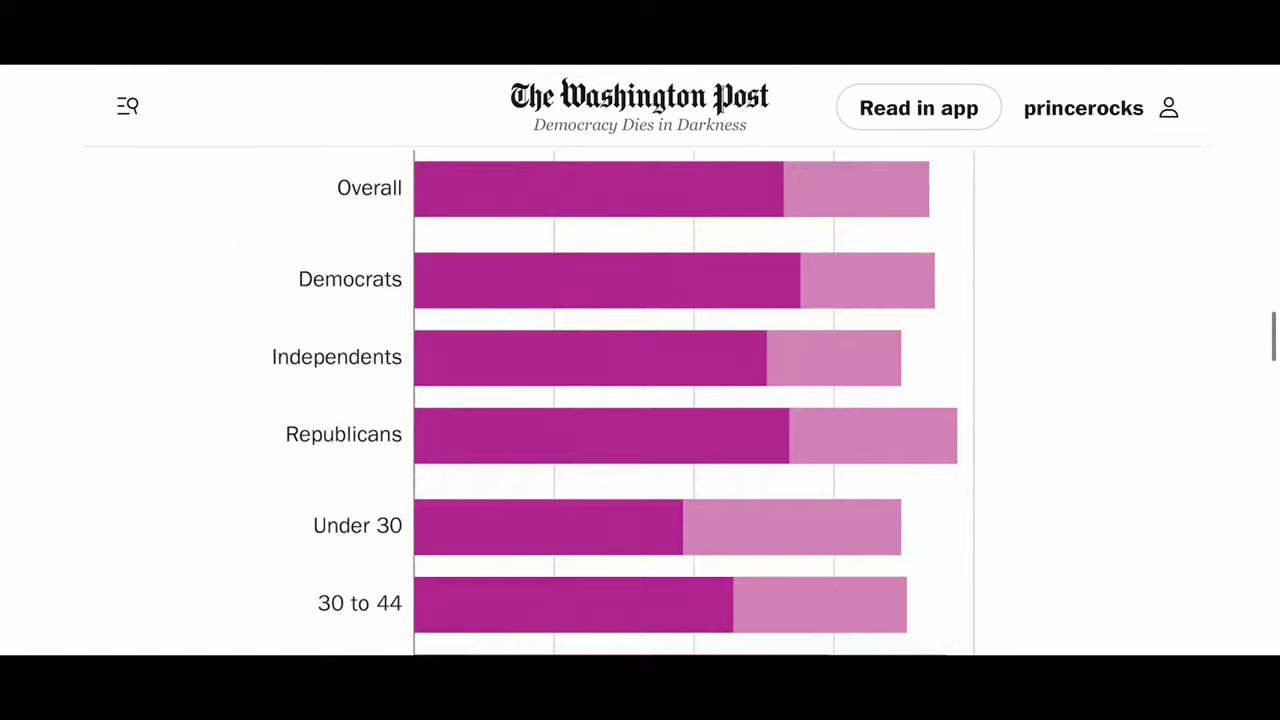 The Washington Post
Democracy Dies in Darkness
Read in app
princerocks
Overall
Democrats
Independents
Republicans
Under 30
30 to 44